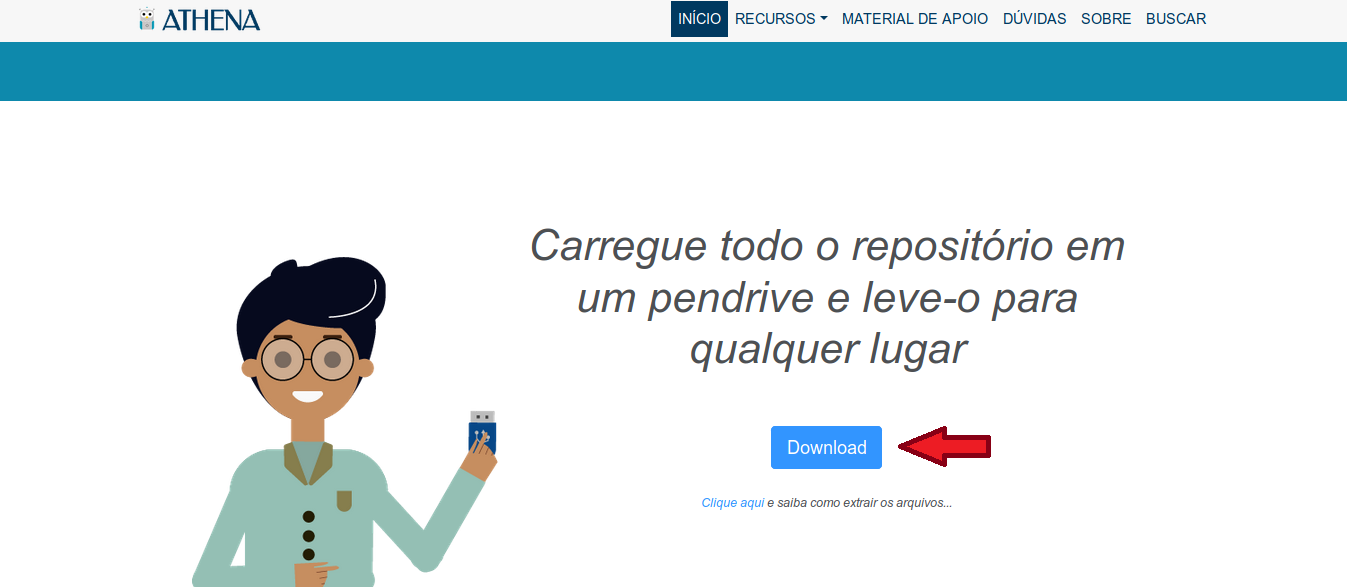 ATHENA
INÍCIO RECURSOS MATERIAL DE APOIO DÚVIDAS SOBRE BUSCAR
Carregue todo o repositório em
um pendrive e leve-o para
qualquer lugar
Download
Clique aqui e saiba como extrair os arquivos...